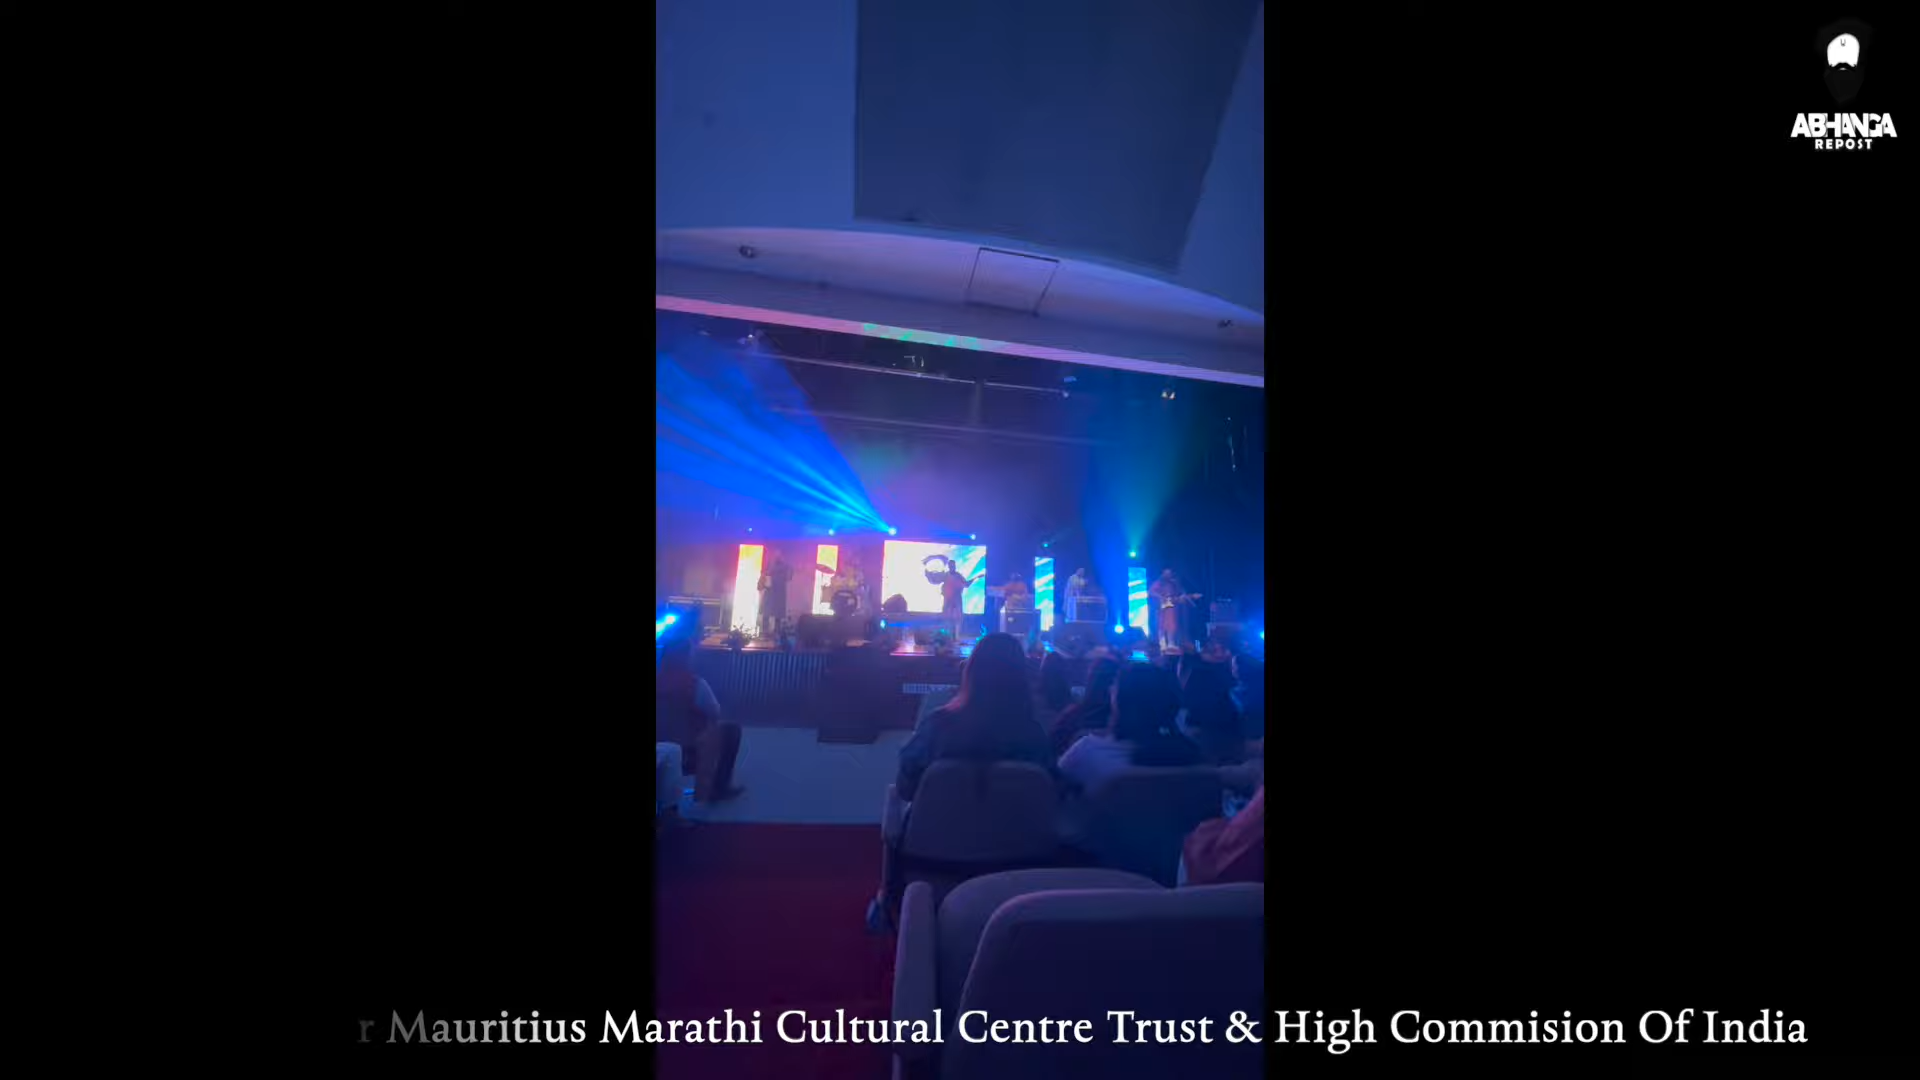 ABHANGA
REPOST
r Mauritius Marathi Cultural Centre Trust & High Commision Of India